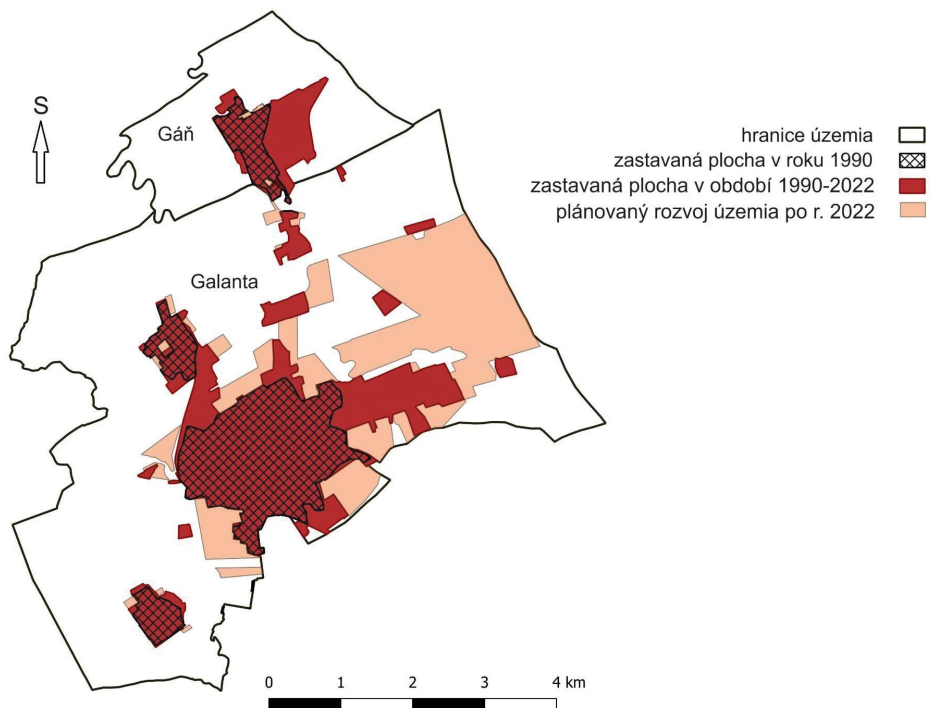 S
Gáň
hranice územia
zastavaná plocha v roku 1990
zastavaná plocha v období 1990-2022
plánovaný rozvoj územia po r. 2022
Galanta
0 1 2 3 4 km